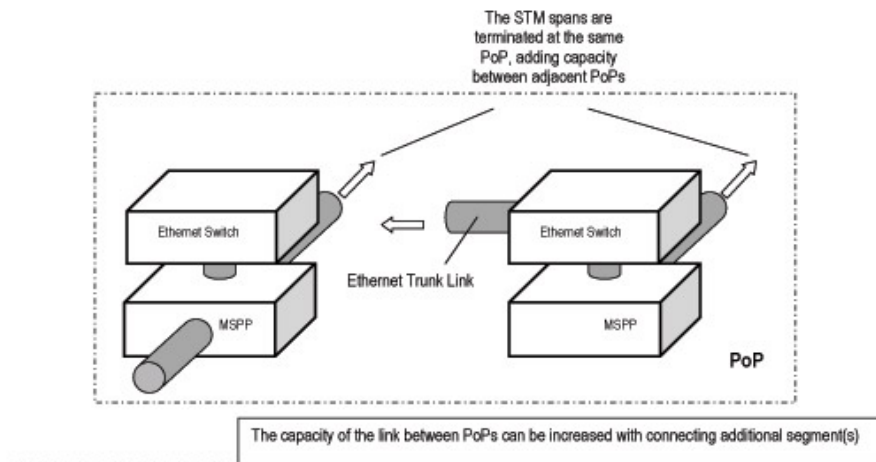 The STM spans are
terminated at the same
PoP, adding capacity
between adjacent PoPs
Ethernet Switch
Ethernet Switch
Ethernet Trunk Link
MSPP
MSPP
PoP
The capacity of the link between PoPs can be increased with connecting additional segment(s)